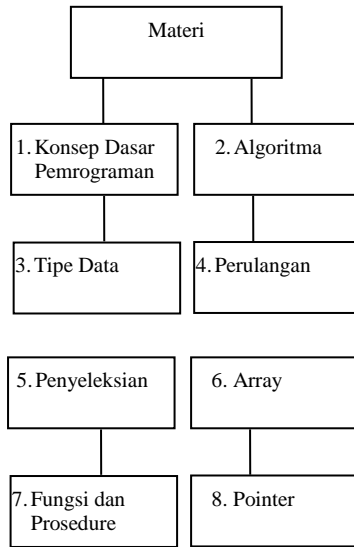 Materi
1. Konsep Dasar
Pemrograman
2. Algoritma
3. Tipe Data
4. Perulangan
5. Penyeleksian
6. Array
7. Fungsi dan
Prosedure
8. Pointer